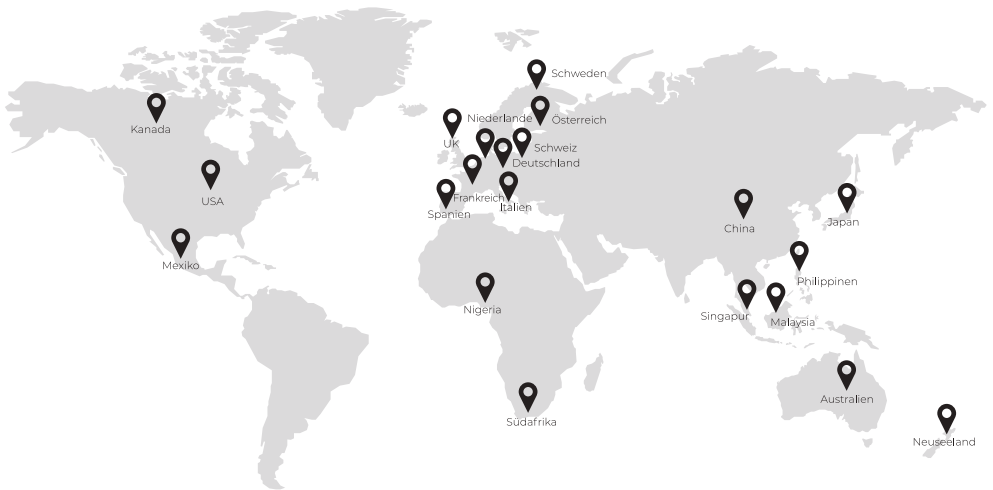 Schweden
Kanada
Niederlande
Österreich
UK
Schweiz
Deutschland
USA
Frankreich
Italien
Spanien
China
Japan
Mexiko
Philippinen
Nigeria
Singapur
Malaysia
Australien
Südafrika
Neuseeland